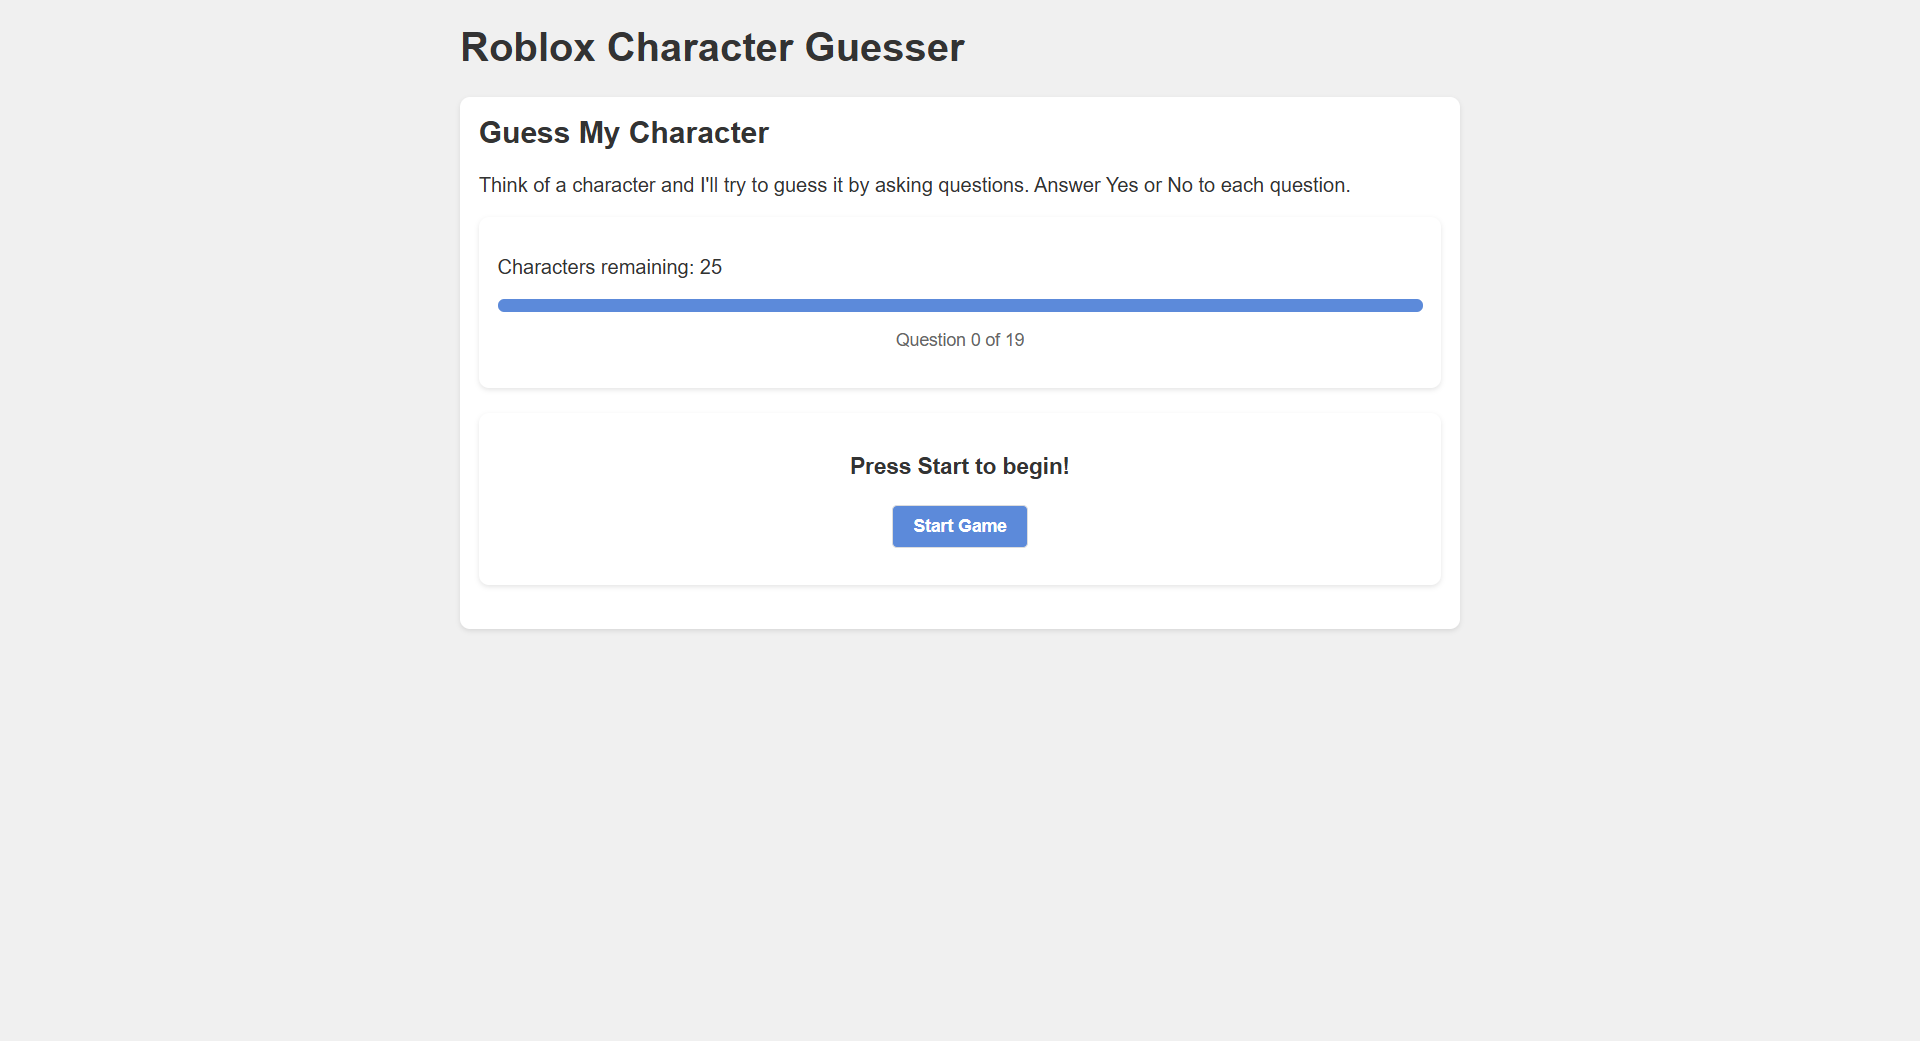 Roblox Character Guesser
Guess My Character
Think of a character and I'll try to guess it by asking questions. Answer Yes or No to each question.
Characters remaining: 25
Question 0 of 19
Press Start to begin!
Start Game